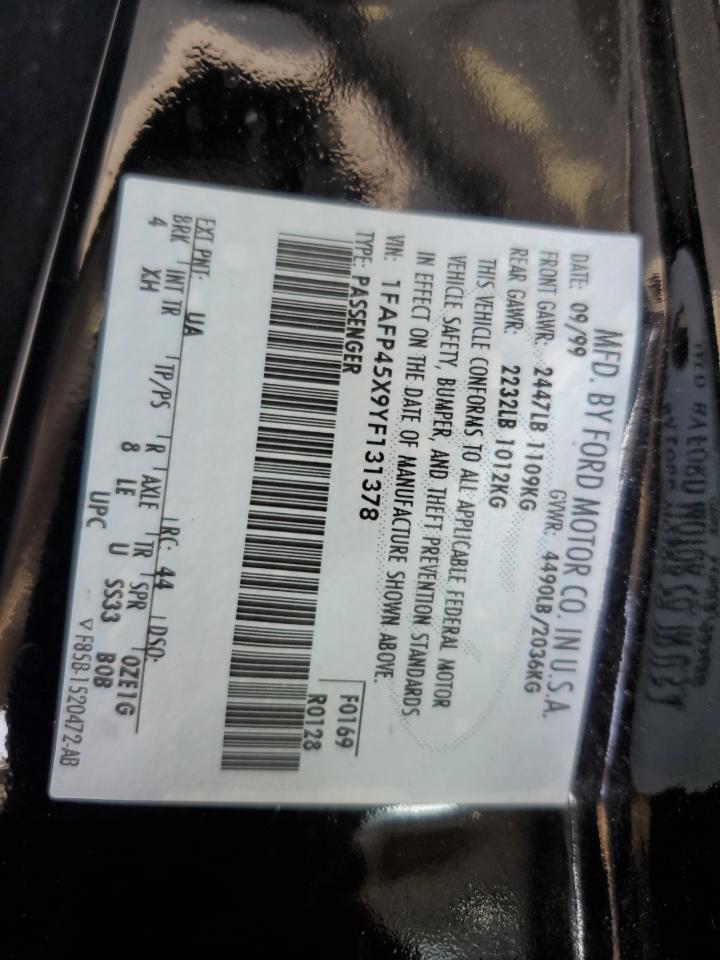 MFD. BY FORD MOTOR CO. IN U.S.A.
DATE: 09/99 GVWR: 4490LB/2036KG
FRONT GAWR: 2447LB 1109KG
REAR GAWR: 2232LB 1012KG
THIS VEHICLE CONFORMS TO ALL APPLICABLE FEDERAL MOTOR
VEHICLE SAFETY, BUMPER, AND THEFT PREVENTION STANDARDS
IN EFFECT ON THE DATE OF MANUFACTURE SHOWN ABOVE.
VIN: 1FAFP45X9YF131378
TYPE: PASSENGER
F0169
R0128
EXT PNT: UA RC: 44 DSO:
BRK INT TR TP/PS R AXLE TR SPR 0ZE1G
4 XH 8 LE U SS33 BOB
UPC
▽ F85B-1520472-AB